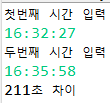 첫번째 시간 입력
16:32:27
두번째 시간 입력
16:35:58
211초 차이